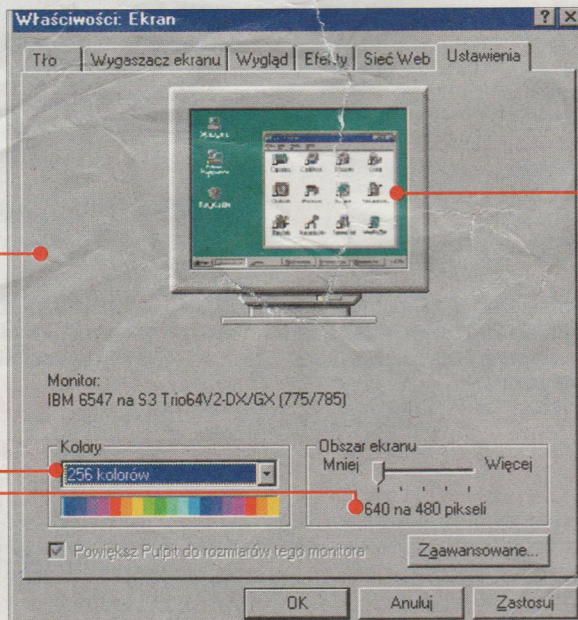 Właściwości: Ekran
Tło Wygaszacz ekranu Wygląd Efekty Sieć Web Ustawienia
Monitor:
IBM 6547 na S3 Trio64V2-DX/GX (775/785)
Kolory
256 kolorów
Obszar ekranu
Mniej Więcej
640 na 480 pikseli
Powiększ Pulpit do rozmiarów tego monitora
Zaawansowane...
OK Anuluj Zastosuj